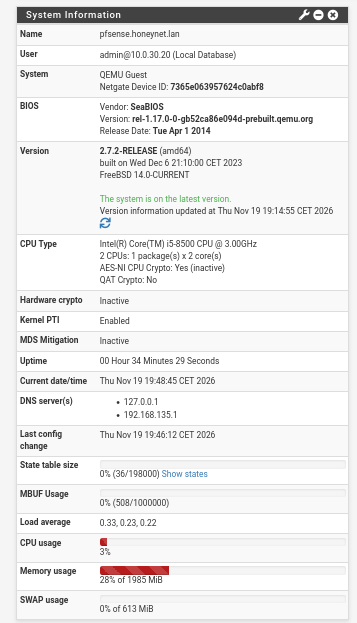 System Information
Name pfsense.honeynet.lan
User admin@10.0.30.20 (Local Database)
System QEMU Guest
Netgate Device ID: 7365e063957624c0abf8
BIOS Vendor: SeaBIOS
Version: rel-1.17.0-0-gb52ca86e094d-prebuilt.qemu.org
Release Date: Tue Apr 1 2014
Version 2.7.2-RELEASE (amd64)
built on Wed Dec 6 21:10:00 CET 2023
FreeBSD 14.0-CURRENT
The system is on the latest version.
Version information updated at Thu Nov 19 19:14:55 CET 2026
CPU Type Intel(R) Core(TM) i5-8500 CPU @ 3.00GHz
2 CPUs: 1 package(s) x 2 core(s)
AES-NI CPU Crypto: Yes (inactive)
QAT Crypto: No
Hardware crypto Inactive
Kernel PTI Enabled
MDS Mitigation Inactive
Uptime 00 Hour 34 Minutes 29 Seconds
Current date/time Thu Nov 19 19:48:45 CET 2026
DNS server(s) • 127.0.0.1
• 192.168.135.1
Last config change Thu Nov 19 19:46:12 CET 2026
State table size
0% (36/198000) Show states
MBUF Usage
0% (508/1000000)
Load average 0.33, 0.23, 0.22
CPU usage
3%
Memory usage
28% of 1985 MiB
SWAP usage
0% of 613 MiB